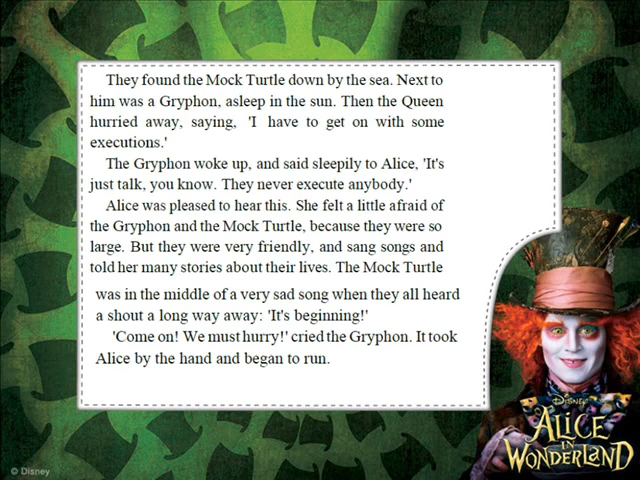 They found the Mock Turtle down by the sea. Next to
him was a Gryphon, asleep in the sun. Then the Queen
hurried away, saying, 'I have to get on with some
executions.'
The Gryphon woke up, and said sleepily to Alice, 'It's
just talk, you know. They never execute anybody.'
Alice was pleased to hear this. She felt a little afraid of
the Gryphon and the Mock Turtle, because they were so
large. But they were very friendly, and sang songs and
told her many stories about their lives. The Mock Turtle
was in the middle of a very sad song when they all heard
a shout a long way away: 'It's beginning!'
'Come on! We must hurry!' cried the Gryphon. It took
Alice by the hand and began to run.
DISNEY
ALICE
IN
WONDERLAND
© Disney